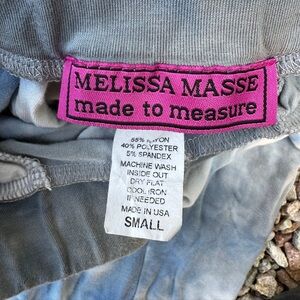 MELISSA MASSE
made to measure
55% RAYON
40% POLYESTER
5% SPANDEX
MACHINE WASH
INSIDE OUT
DRY FLAT
COOL IRON
IF NEEDED
MADE IN USA
SMALL